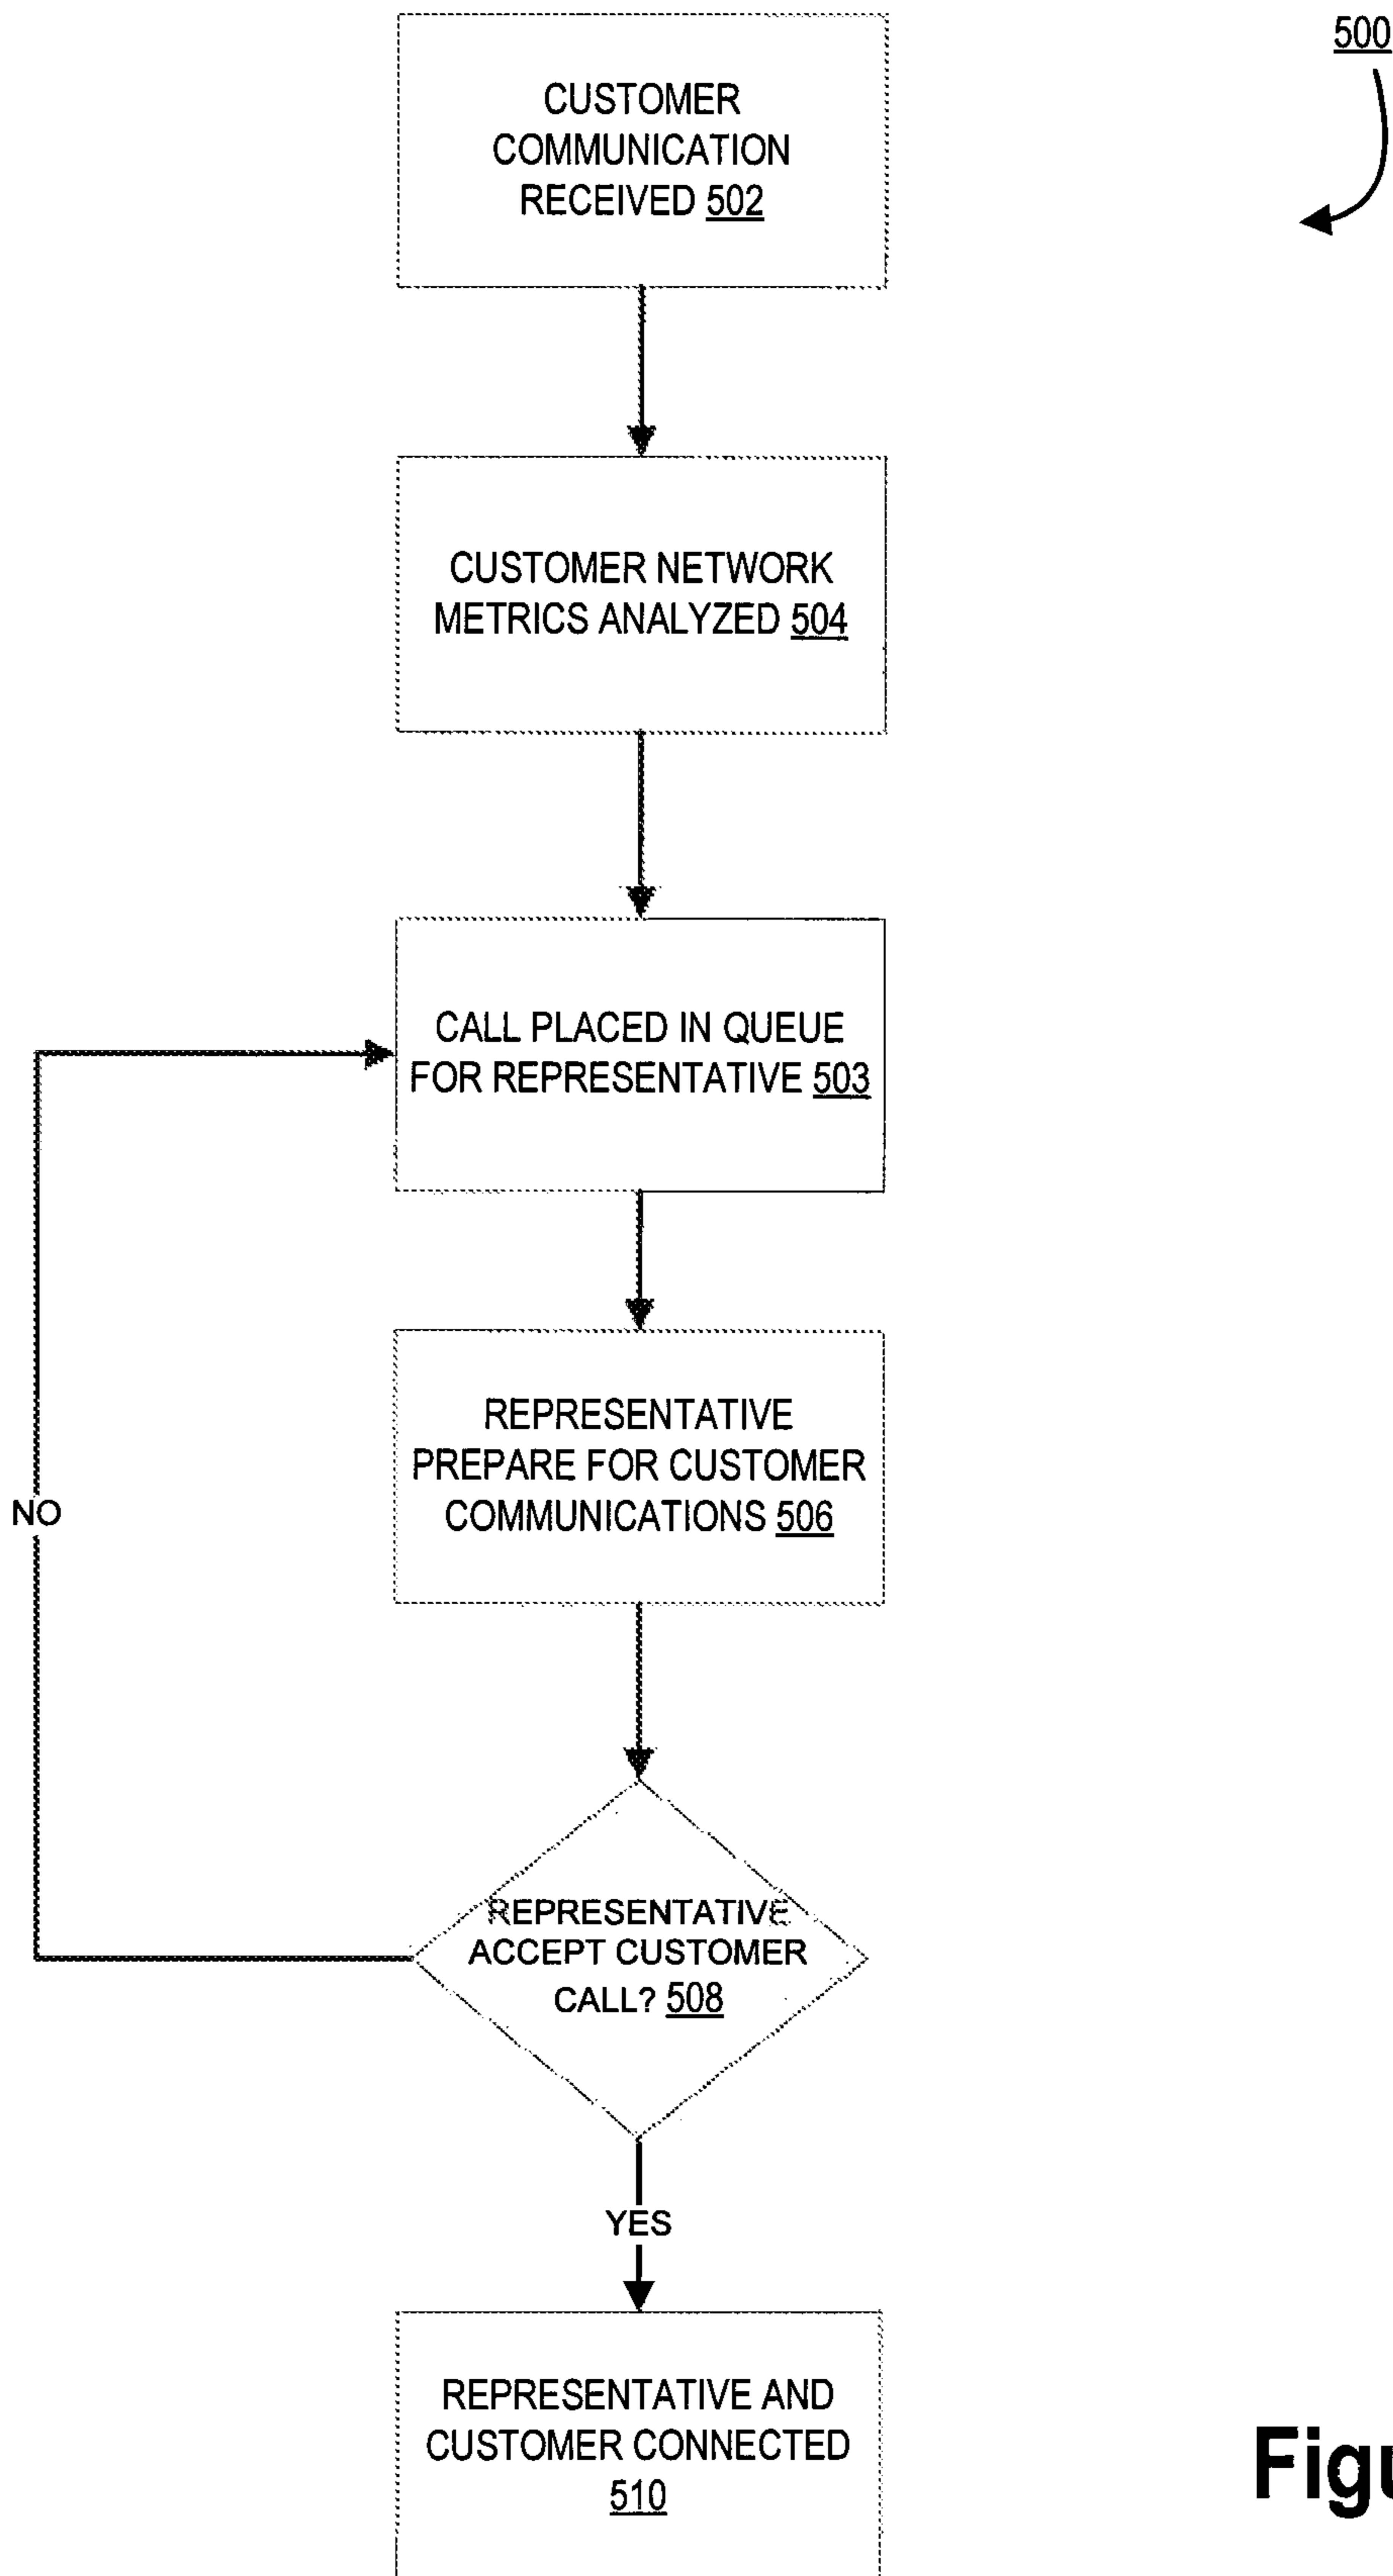 500
CUSTOMER
COMMUNICATION
RECEIVED 502
CUSTOMER NETWORK
METRICS ANALYZED 504
CALL PLACED IN QUEUE
FOR REPRESENTATIVE 503
REPRESENTATIVE
PREPARE FOR CUSTOMER
COMMUNICATIONS 506
NO
REPRESENTATIVE
ACCEPT CUSTOMER
CALL? 508
YES
REPRESENTATIVE AND
CUSTOMER CONNECTED
510